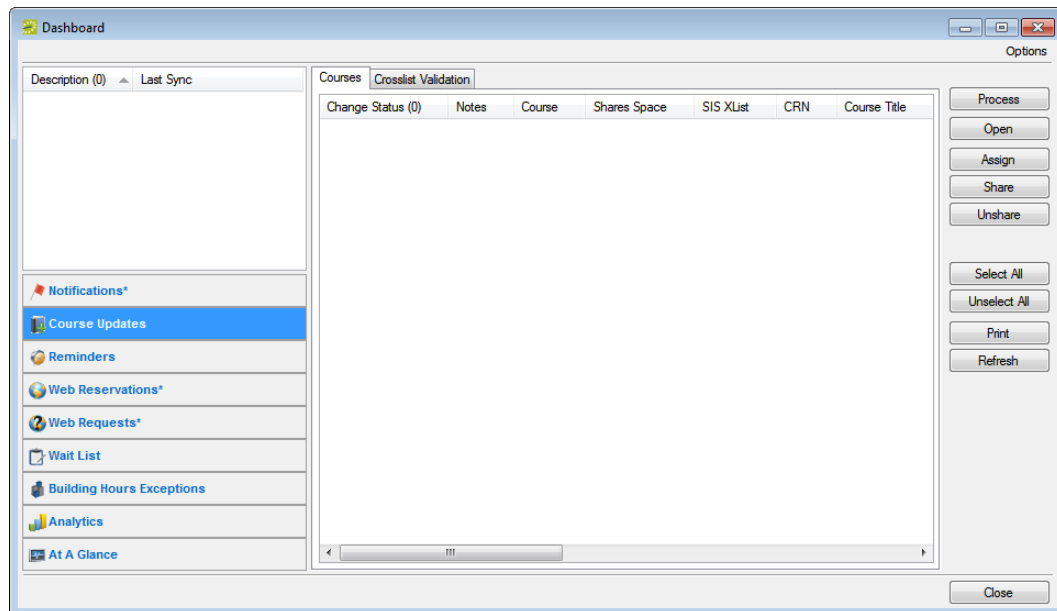 Dashboard
Options
Description (0) Last Sync
Courses Crosslist Validation
Change Status (0) Notes Course Shares Space SIS XList CRN Course Title
Process
Open
Assign
Share
Unshare
Select All
Unselect All
Print
Refresh
Notifications*
Course Updates
Reminders
Web Reservations*
Web Requests*
Wait List
Building Hours Exceptions
Analytics
At A Glance
Close